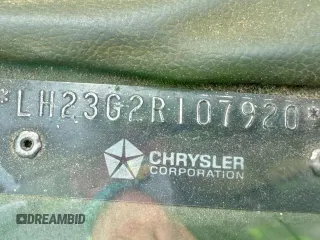 *LH23G2R107920*
CHRYSLER
CORPORATION
DREAMBID